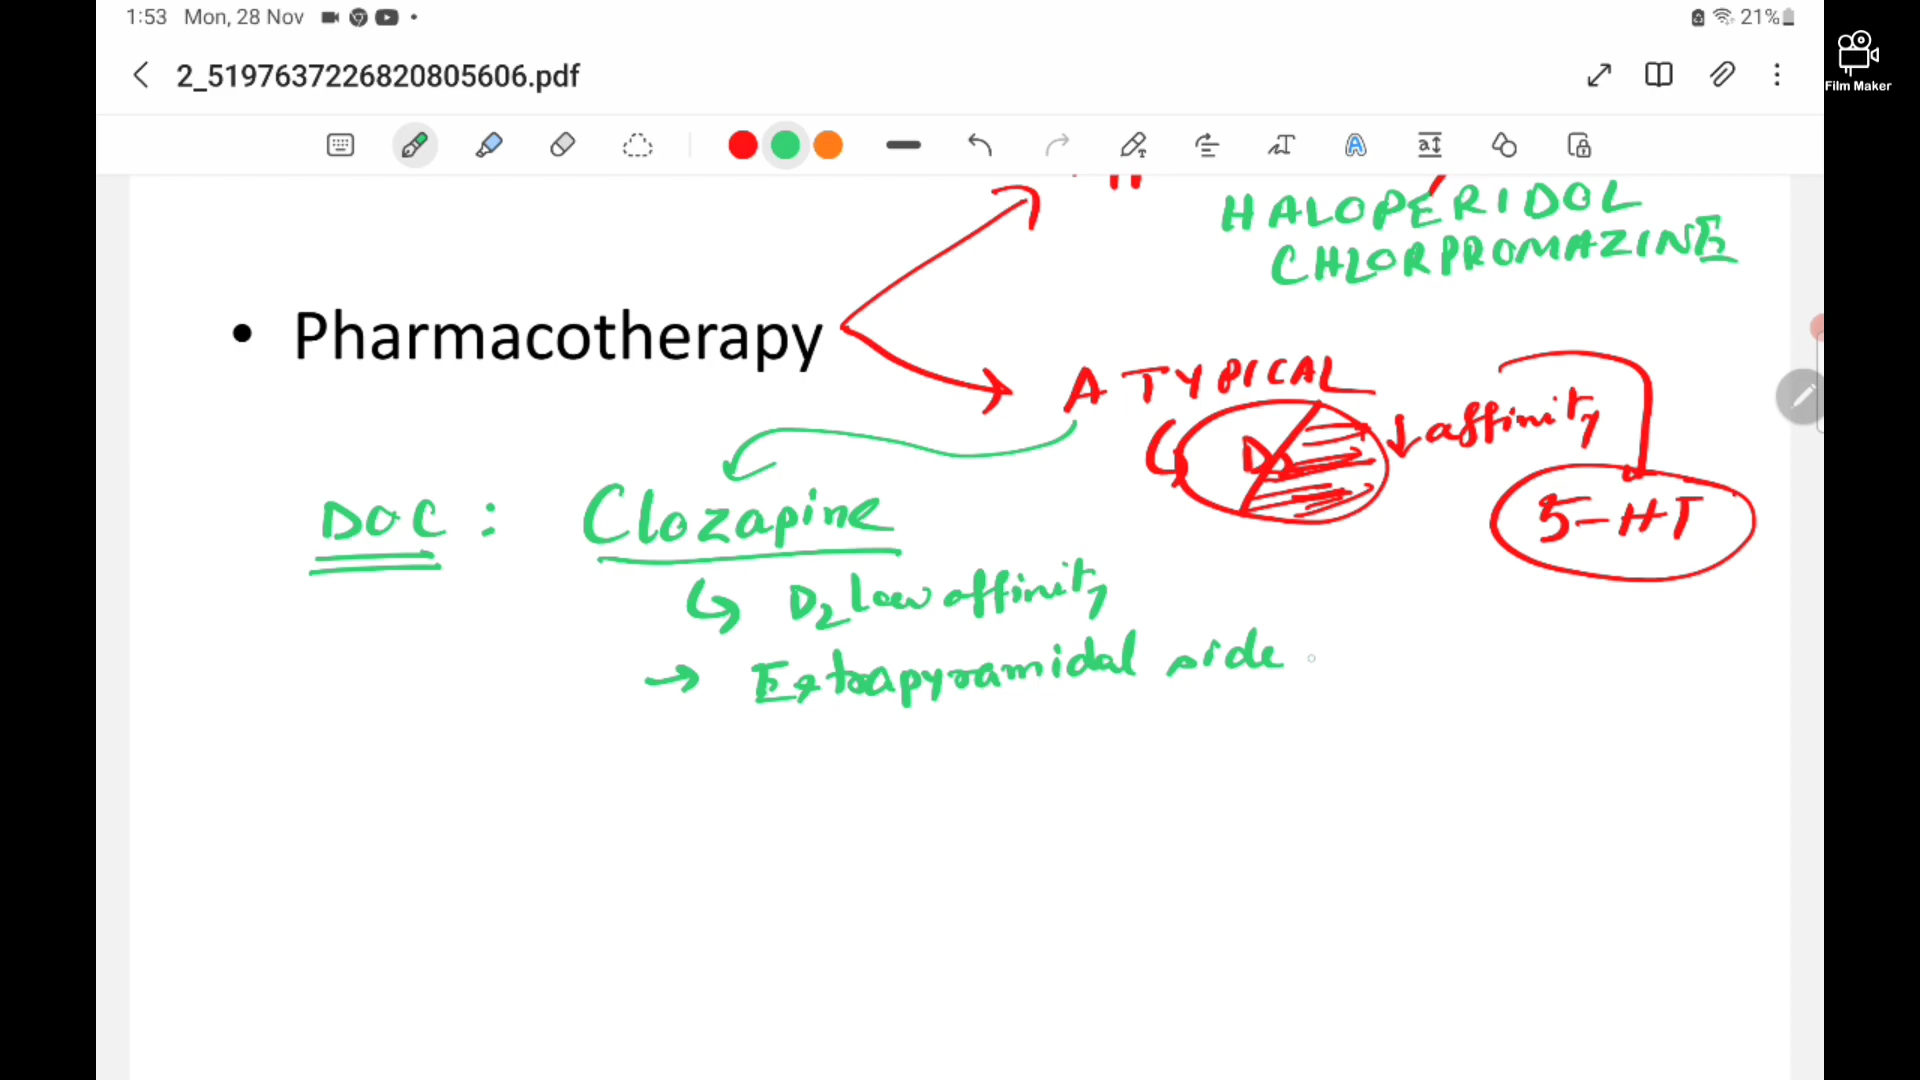 1:53 Mon, 28 Nov 21%
Film Maker
2_5197637226820805606.pdf
HALOPERIDOL
CHLORPROMAZINE
• Pharmacotherapy
ATYPICAL
D2 ↓ affinity
5-HT
DOC : Clozapine
D2 low affinity
→ Extrapyramidal side